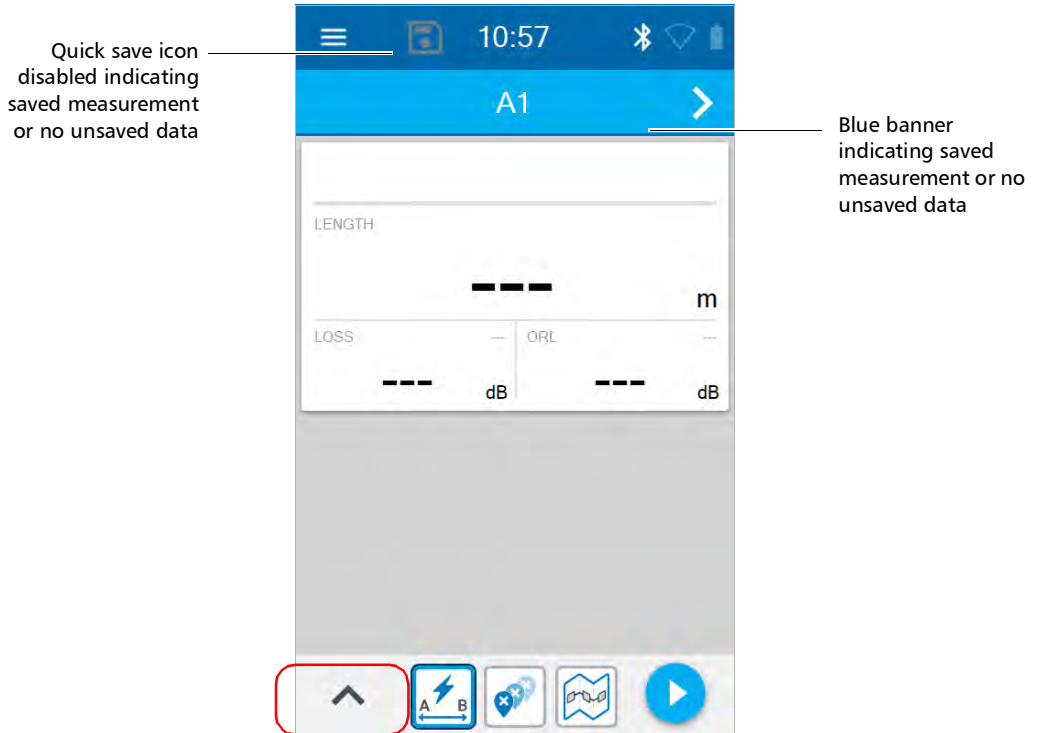 Quick save icon
disabled indicating
saved measurement
or no unsaved data
10:57
A1
Blue banner
indicating saved
measurement or no
unsaved data
LENGTH
--- m
LOSS --- ORL ---
--- dB --- dB
A B